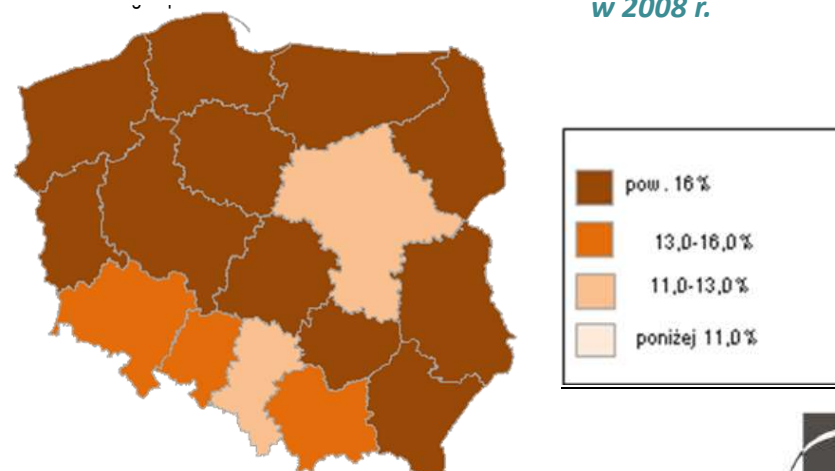 w 2008 r.
pow. 16%
13,0-16,0%
11,0-13,0%
poniżej 11,0%